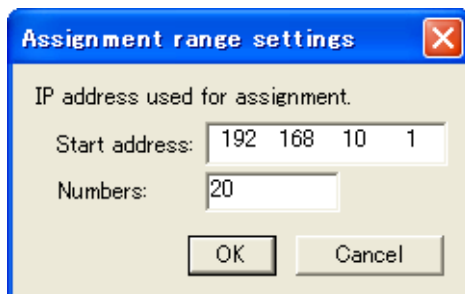 Assignment range settings
IP address used for assignment.
Start address: 192 168 10 1
Numbers: 20
OK Cancel